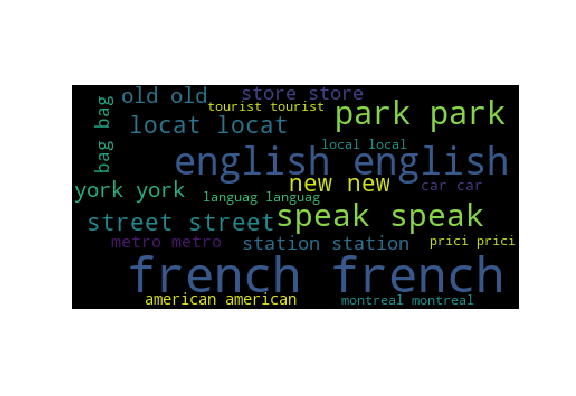 old old
store store
bag bag
tourist tourist
park park
locat locat
local local
english english
new new
car car
york york
languag languag
street street
speak speak
metro metro
station station
prici prici
french french
american american
montreal montreal